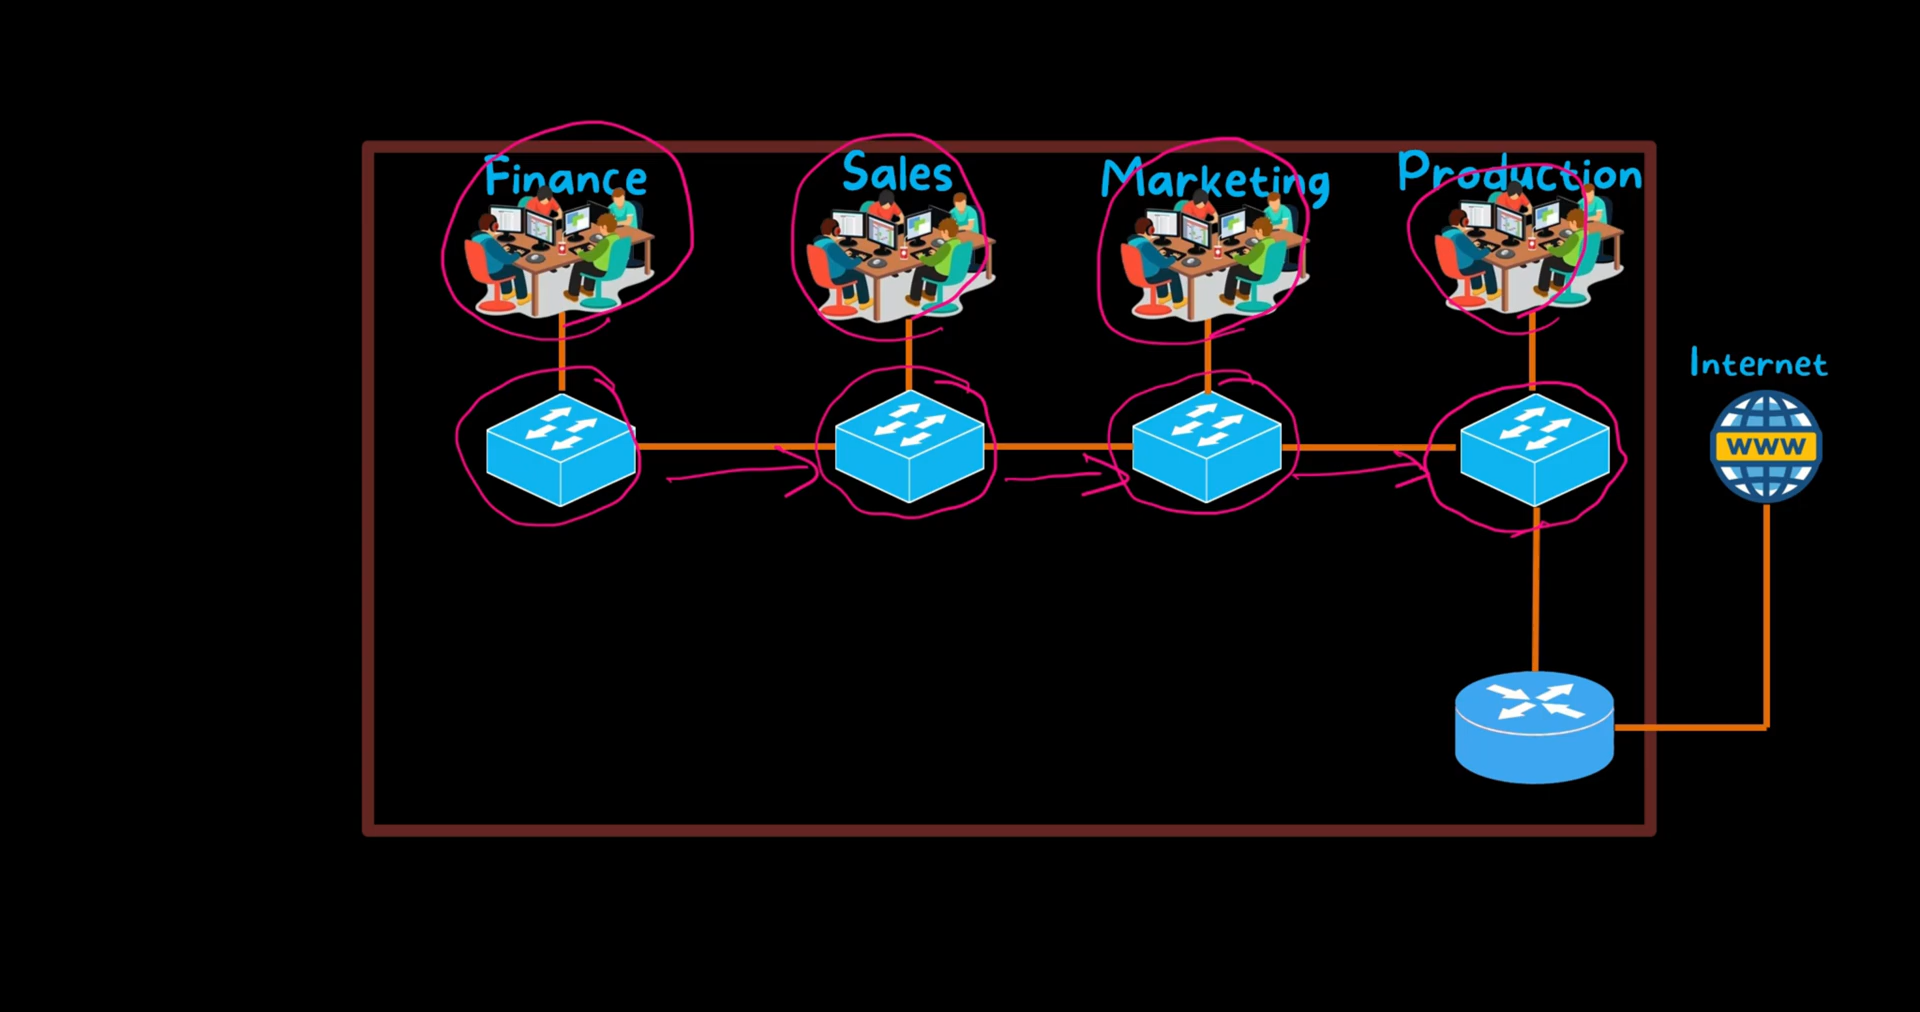 Finance
Sales
Marketing
Production
Internet
WWW